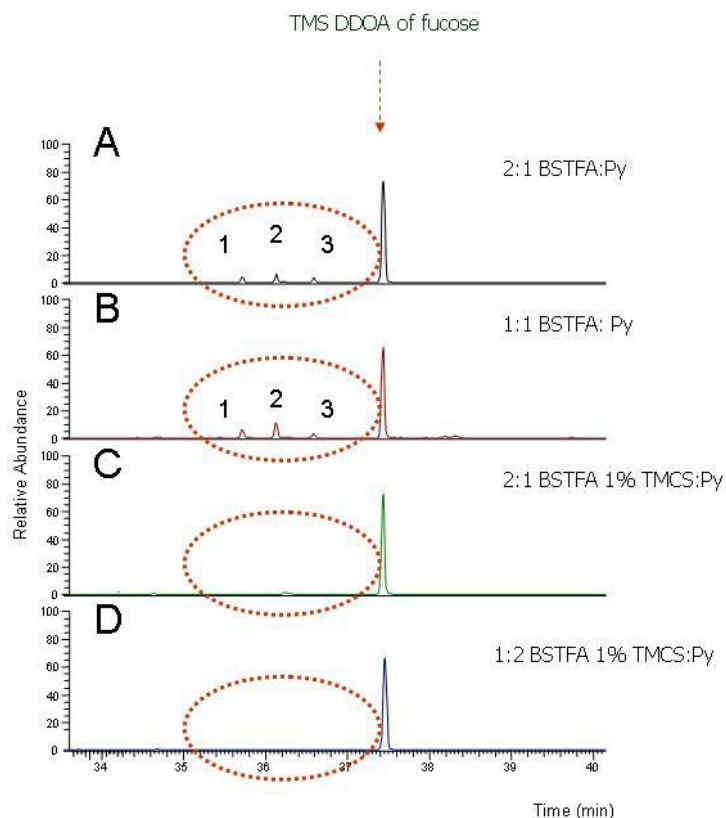 TMS DDOA of fucose
A
100
80
60
40
20
0
1
2
3
2:1 BSTFA:Py
B
100
80
60
40
20
0
1
2
3
1:1 BSTFA: Py
Relative Abundance
C
100
80
60
40
20
0
2:1 BSTFA 1% TMCS:Py
D
100
80
60
40
20
0
1:2 BSTFA 1% TMCS:Py
34 35 36 37 38 39 40
Time (min)